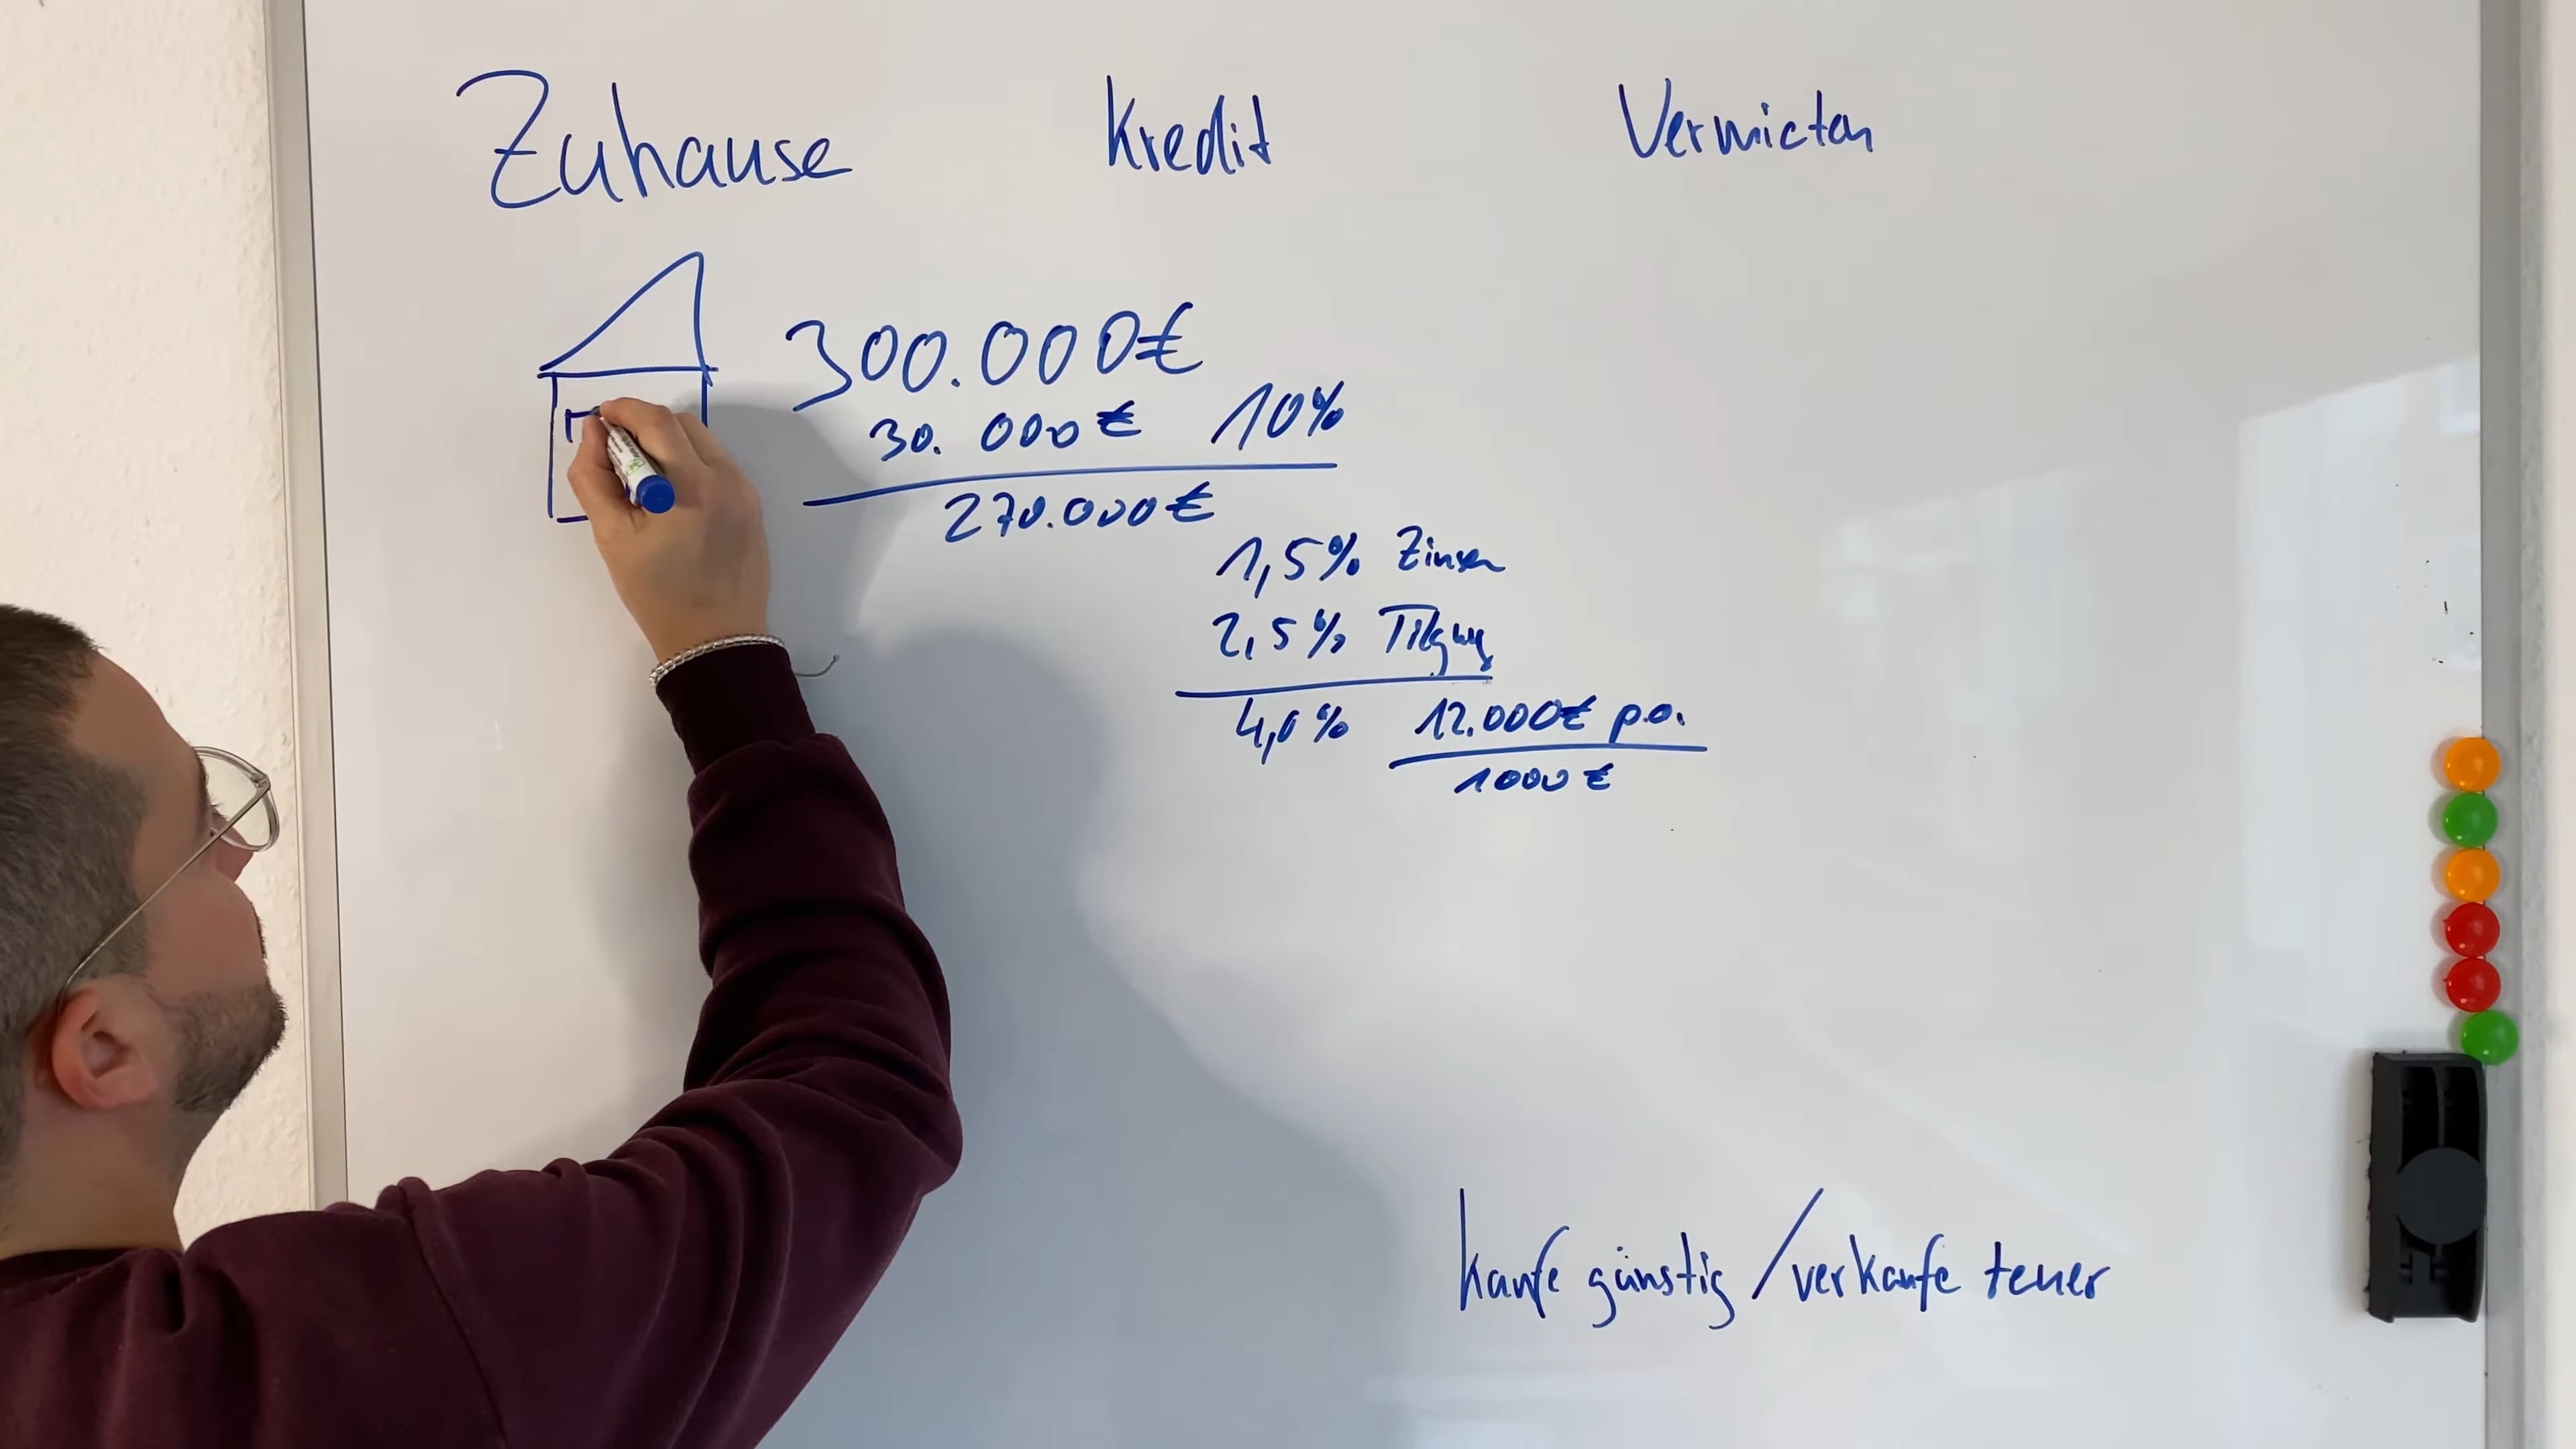 Zuhause Kredit Vermieten
300.000€
30.000€ 10%
270.000€
1,5% Zinsen
2,5% Tilgung
4,0% 12.000€ p.a.
1000€
kaufe günstig/verkaufe teuer